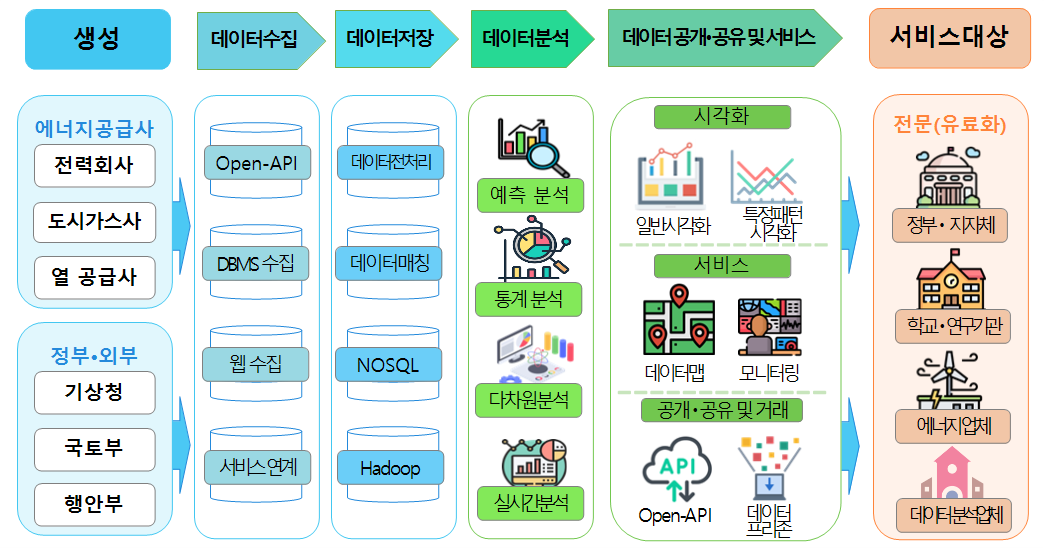 생성
데이터수집
데이터저장
데이터분석
데이터 공개•공유 및 서비스
서비스대상
에너지공급사
전력회사
도시가스사
열 공급사
정부•외부
기상청
국토부
행안부
Open-API
DBMS 수집
웹 수집
서비스 연계
데이터전처리
데이터매칭
NOSQL
Hadoop
예측 분석
통계 분석
다차원분석
실시간분석
시각화
일반시각화
특정패턴
시각화
서비스
데이터맵
모니터링
공개•공유 및 거래
API
Open-API
데이터
프리존
전문(유료화)
정부• 지자체
학교•연구기관
에너지업체
데이터분석업체